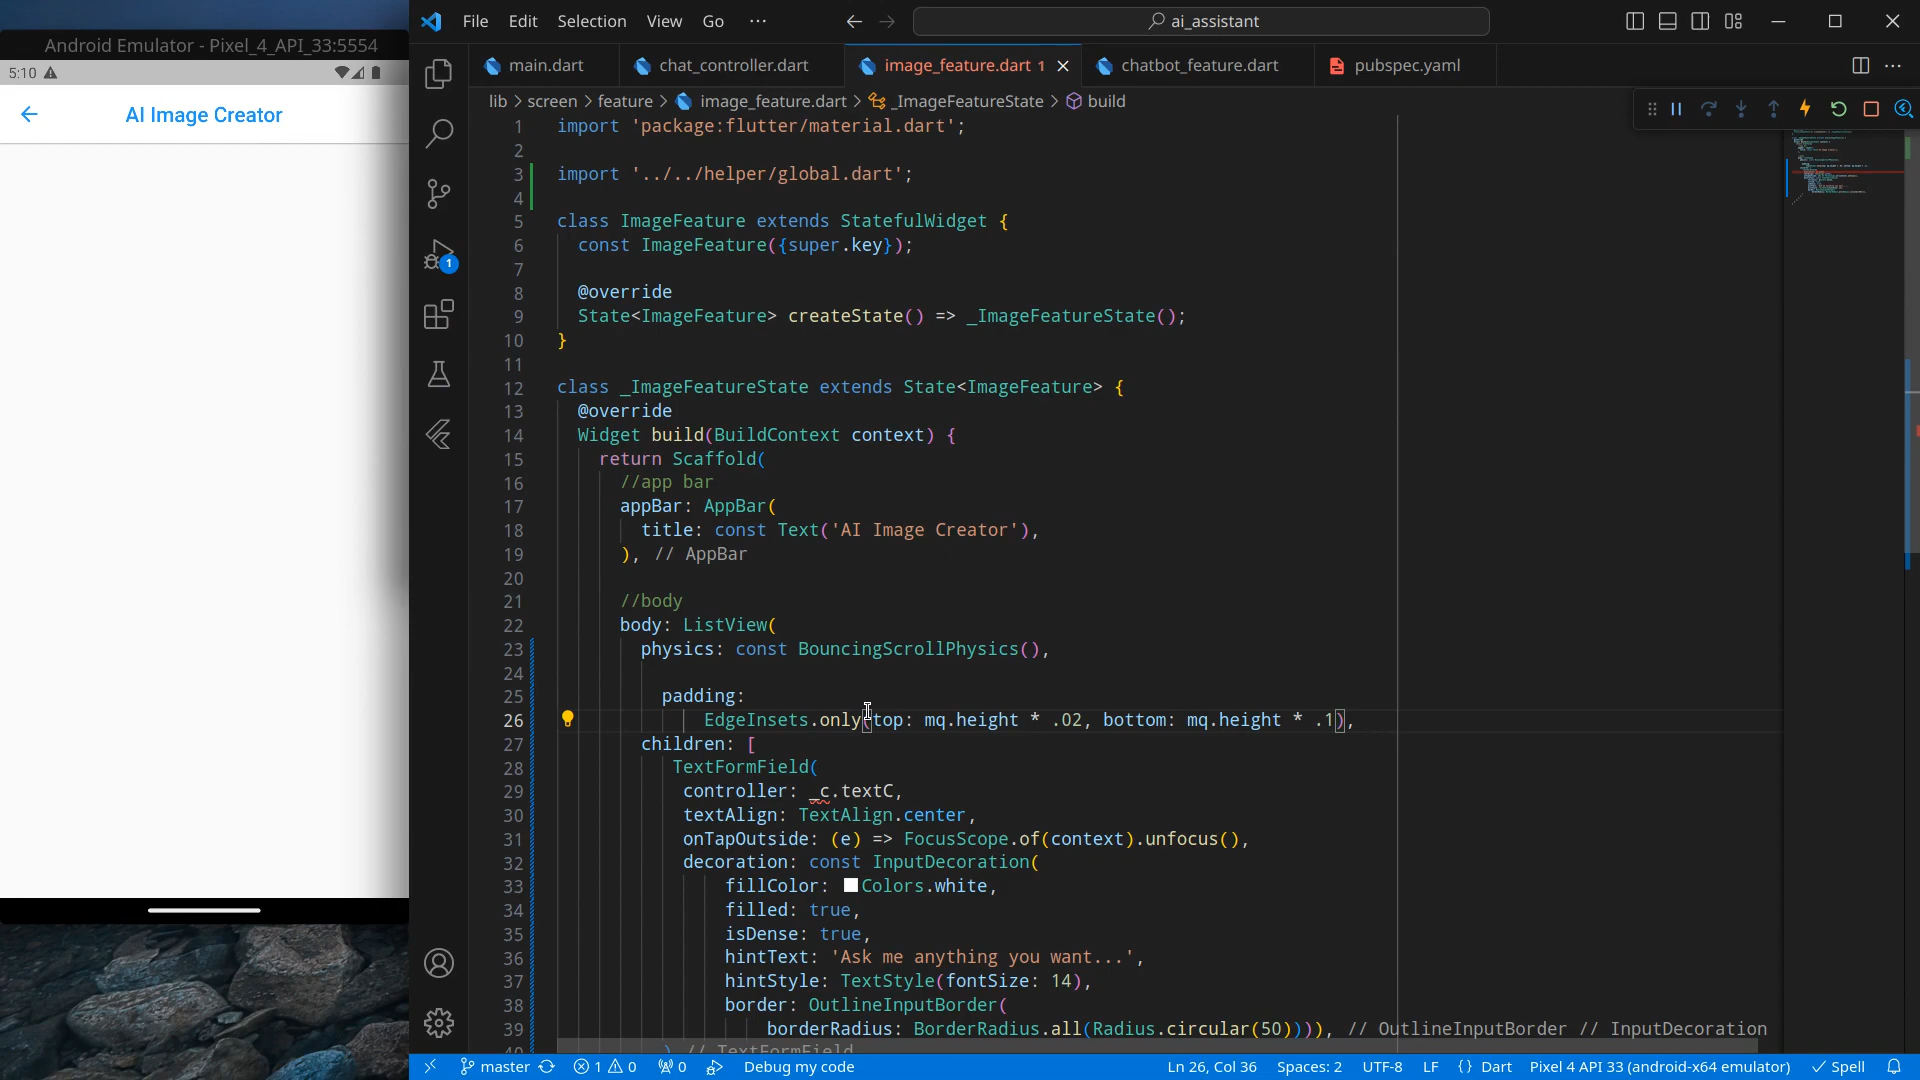 Android Emulator - Pixel_4_API_33:5554
5:10
AI Image Creator
File Edit Selection View Go ···
ai_assistant
main.dart
chat_controller.dart
image_feature.dart 1
chatbot_feature.dart
pubspec.yaml
lib > screen > feature > image_feature.dart > _ImageFeatureState > build
1 import 'package:flutter/material.dart';
2
3 import '../../helper/global.dart';
4
5 class ImageFeature extends StatefulWidget {
6 const ImageFeature({super.key});
7
8 @override
9 State<ImageFeature> createState() => _ImageFeatureState();
10 }
11
12 class _ImageFeatureState extends State<ImageFeature> {
13 @override
14 Widget build(BuildContext context) {
15 return Scaffold(
16 //app bar
17 appBar: AppBar(
18 title: const Text('AI Image Creator'),
19 ), // AppBar
20
21 //body
22 body: ListView(
23 physics: const BouncingScrollPhysics(),
24
25 padding:
26 EdgeInsets.only(top: mq.height * .02, bottom: mq.height * .1),
27 children: [
28 TextFormField(
29 controller: _c.textC,
30 textAlign: TextAlign.center,
31 onTapOutside: (e) => FocusScope.of(context).unfocus(),
32 decoration: const InputDecoration(
33 fillColor: Colors.white,
34 filled: true,
35 isDense: true,
36 hintText: 'Ask me anything you want...',
37 hintStyle: TextStyle(fontSize: 14),
38 border: OutlineInputBorder(
39 borderRadius: BorderRadius.all(Radius.circular(50)))), // OutlineInputBorder // InputDecoration
40 ) // TextFormField
1
master 1 0 0 Debug my code Ln 26, Col 36 Spaces: 2 UTF-8 LF {} Dart Pixel 4 API 33 (android-x64 emulator) Spell